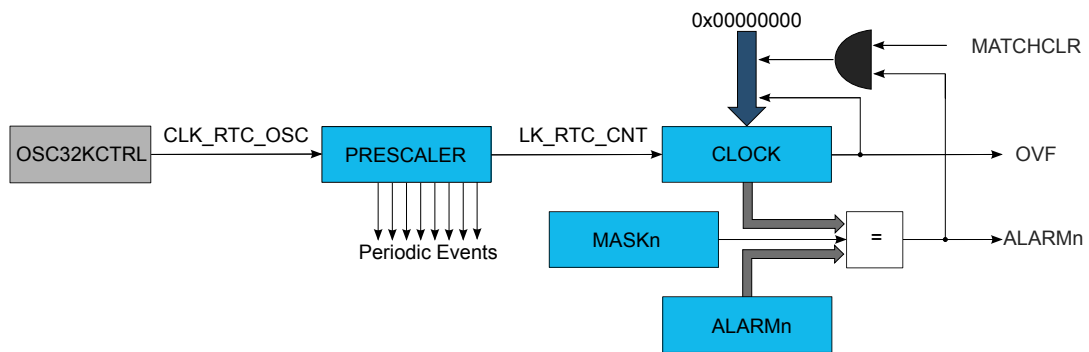 0x00000000
MATCHCLR
OSC32KCTRL
CLK_RTC_OSC
PRESCALER
LK_RTC_CNT
CLOCK
OVF
Periodic Events
MASKn
=
ALARMn
ALARMn